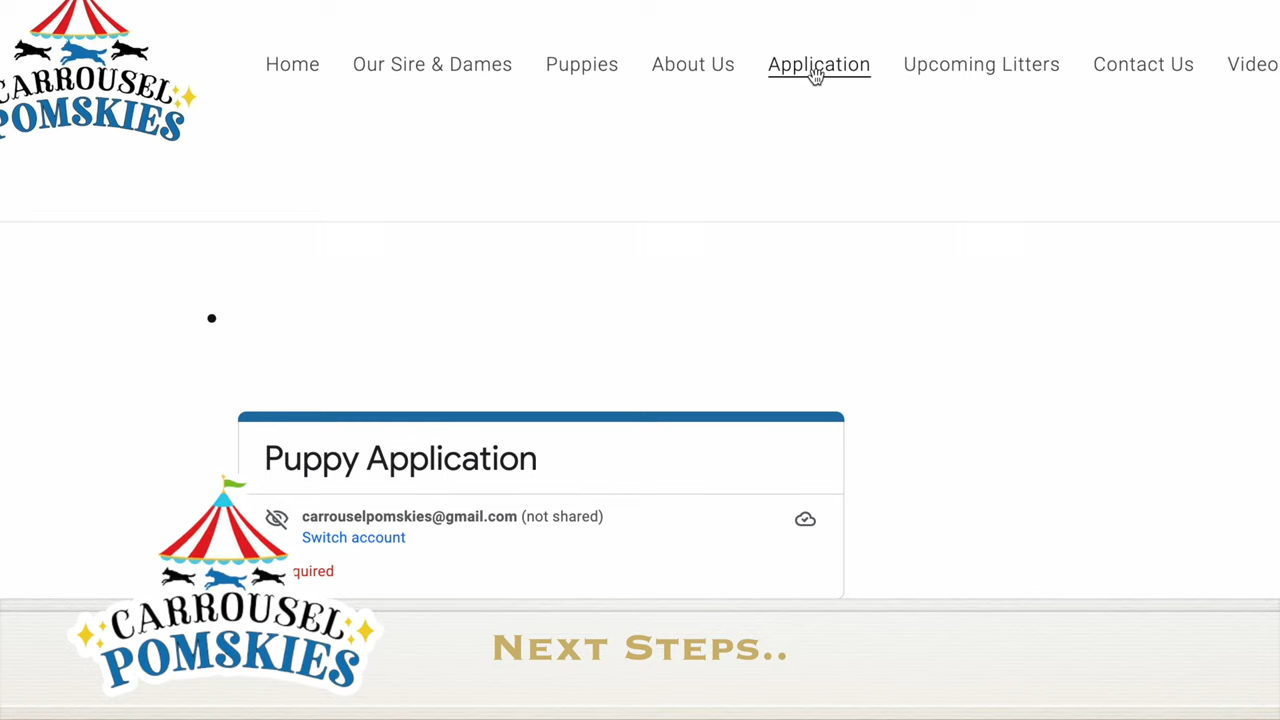 CARROUSEL
POMSKIES
Home Our Sire & Dames Puppies About Us Application Upcoming Litters Contact Us Video
Puppy Application
carrouselpomskies@gmail.com (not shared)
Switch account
quired
CARROUSEL
POMSKIES
NEXT STEPS..